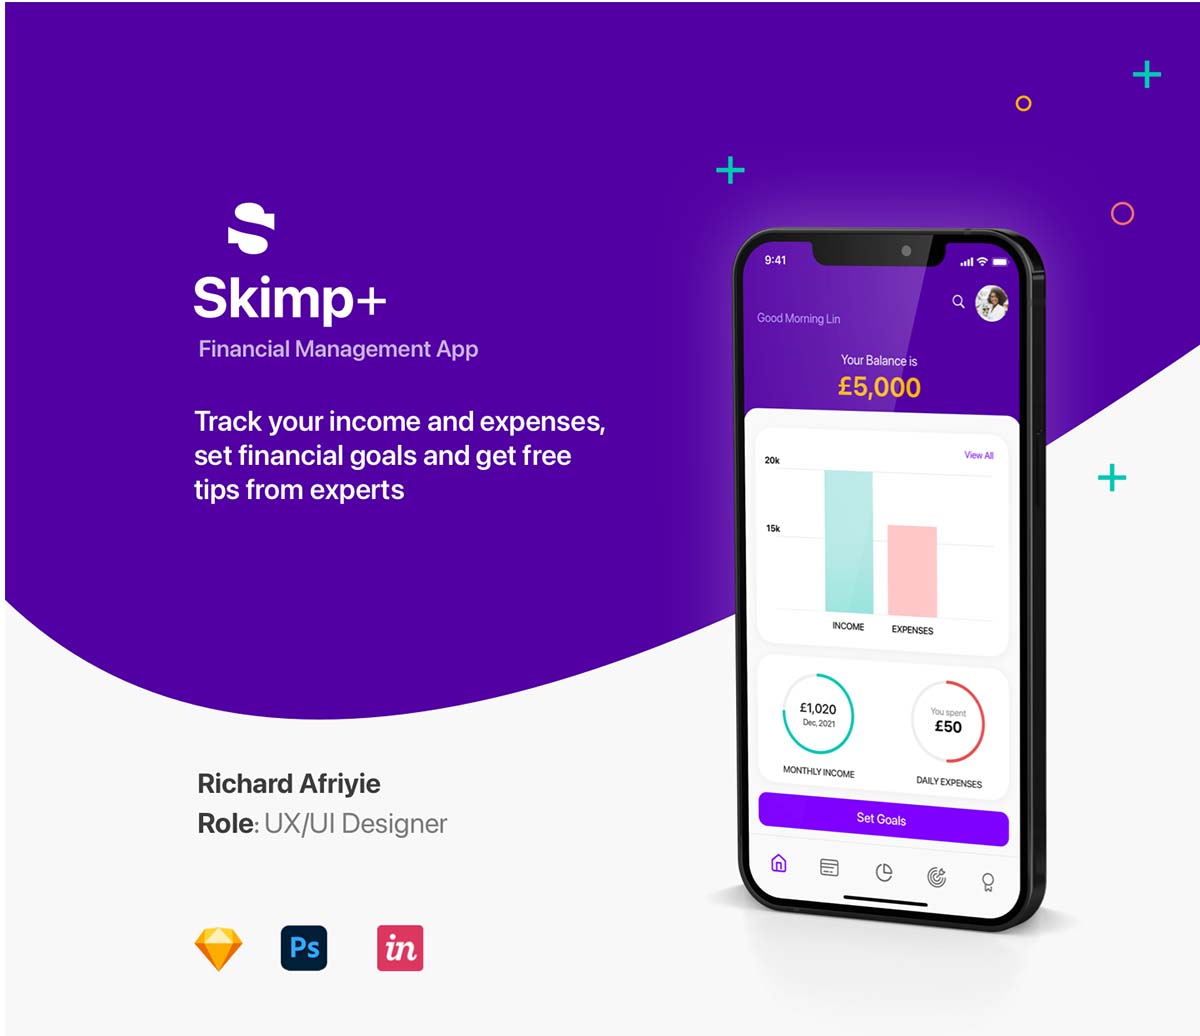 Skimp+
Financial Management App
Track your income and expenses,
set financial goals and get free
tips from experts
Richard Afriyie
Role: UX/UI Designer
Ps
in
9:41
Good Morning Lin
Your Balance is
£5,000
View All
20k
15k
INCOME
EXPENSES
£1,020
Dec, 2021
MONTHLY INCOME
You spent
£50
DAILY EXPENSES
Set Goals